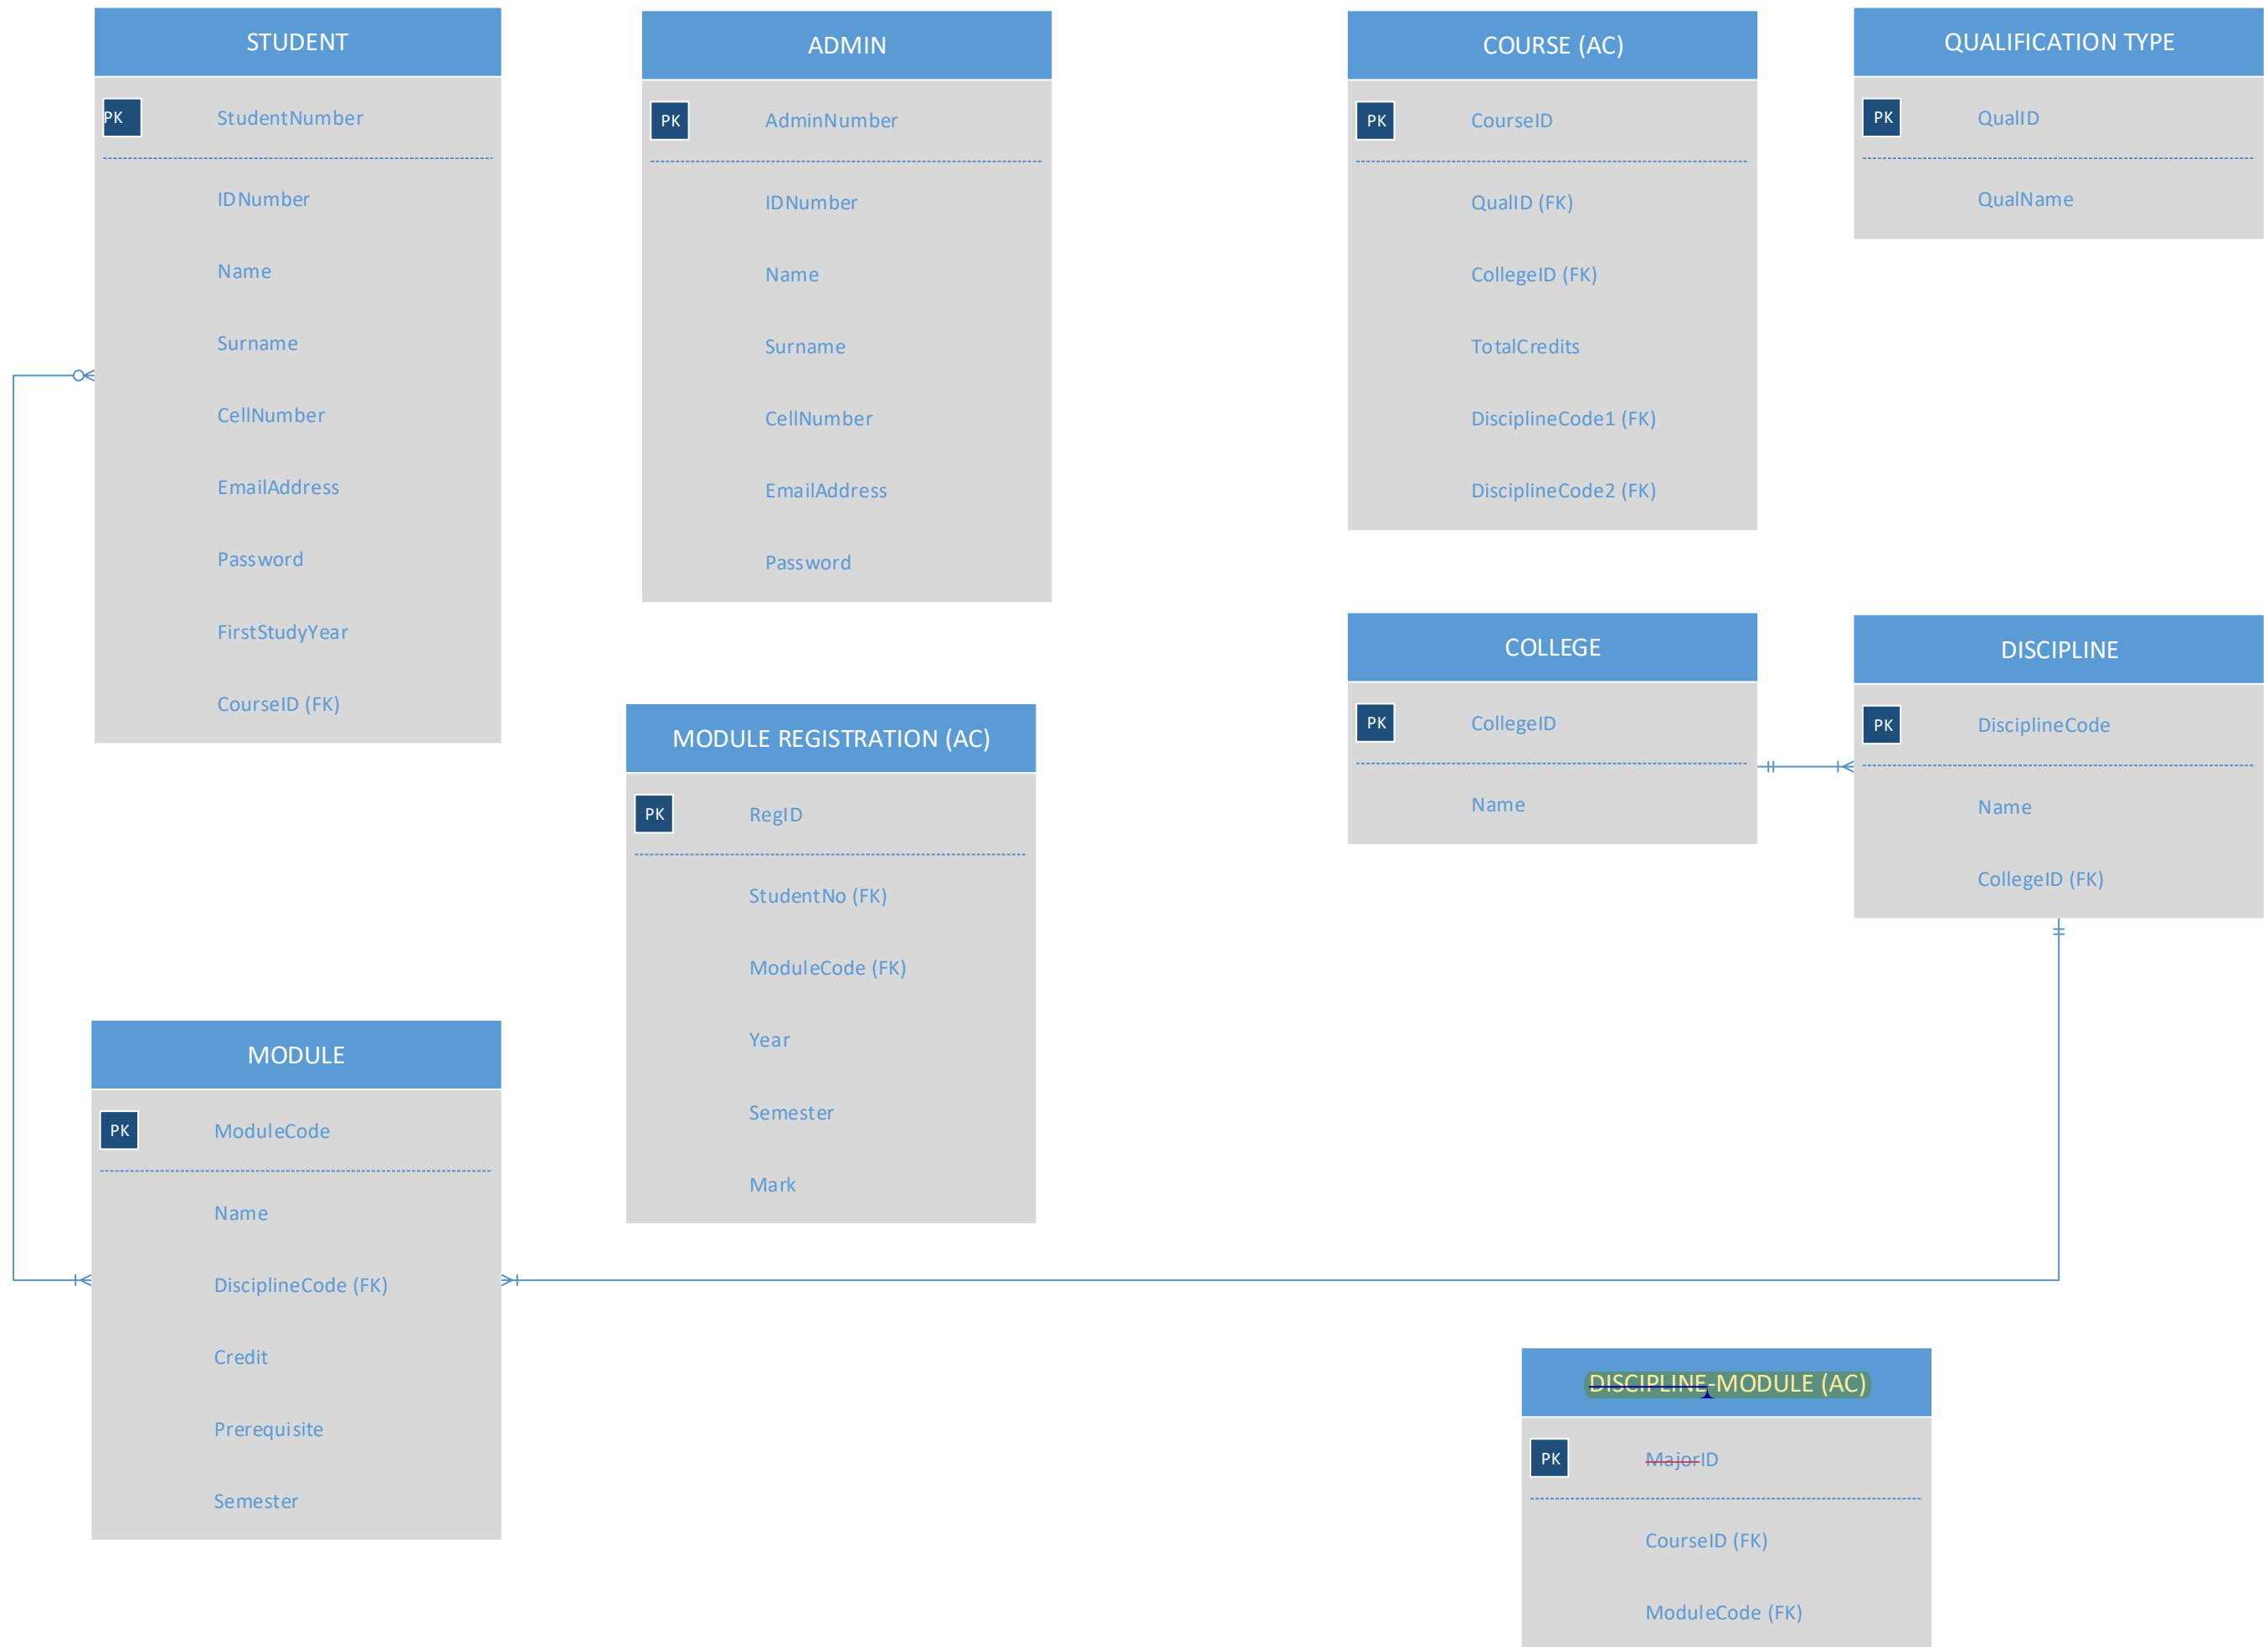 STUDENT
PK StudentNumber
IDNumber
Name
Surname
CellNumber
EmailAddress
Password
FirstStudyYear
CourseID (FK)
ADMIN
PK AdminNumber
IDNumber
Name
Surname
CellNumber
EmailAddress
Password
COURSE (AC)
PK CourseID
QualID (FK)
CollegeID (FK)
TotalCredits
DisciplineCode1 (FK)
DisciplineCode2 (FK)
QUALIFICATION TYPE
PK QualID
QualName
COLLEGE
PK CollegeID
Name
DISCIPLINE
PK DisciplineCode
Name
CollegeID (FK)
MODULE REGISTRATION (AC)
PK RegID
StudentNo (FK)
ModuleCode (FK)
Year
Semester
Mark
MODULE
PK ModuleCode
Name
DisciplineCode (FK)
Credit
Prerequisite
Semester
DISCIPLINE-MODULE (AC)
PK MajorID
CourseID (FK)
ModuleCode (FK)